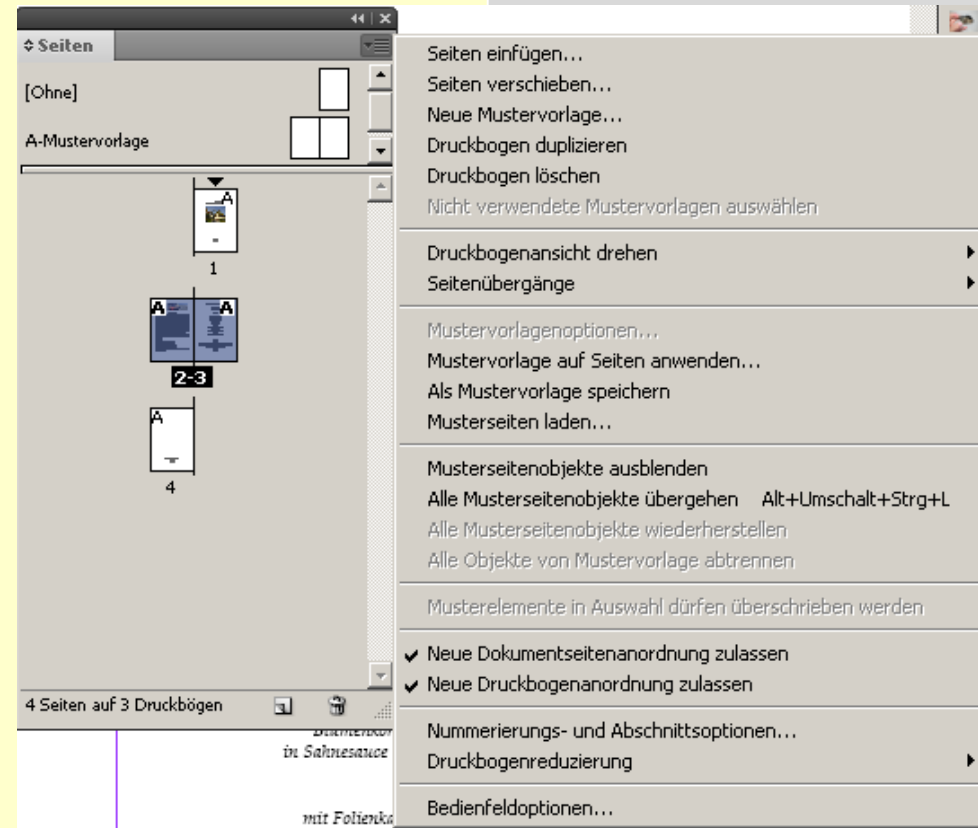 Seiten
[Ohne]
A-Mustervorlage
A
1
A A
2-3
A
4
4 Seiten auf 3 Druckbögen
in Sahnesauce
mit Folienka
Seiten einfügen...
Seiten verschieben...
Neue Mustervorlage...
Druckbogen duplizieren
Druckbogen löschen
Nicht verwendete Mustervorlagen auswählen
Druckbogenansicht drehen
Seitenübergänge
Mustervorlagenoptionen...
Mustervorlage auf Seiten anwenden...
Als Mustervorlage speichern
Musterseiten laden...
Musterseitenobjekte ausblenden
Alle Musterseitenobjekte übergehen Alt+Umschalt+Strg+L
Alle Musterseitenobjekte wiederherstellen
Alle Objekte von Mustervorlage abtrennen
Musterelemente in Auswahl dürfen überschrieben werden
Neue Dokumentseitenanordnung zulassen
Neue Druckbogenanordnung zulassen
Nummerierungs- und Abschnittsoptionen...
Druckbogenreduzierung
Bedienfeldoptionen...